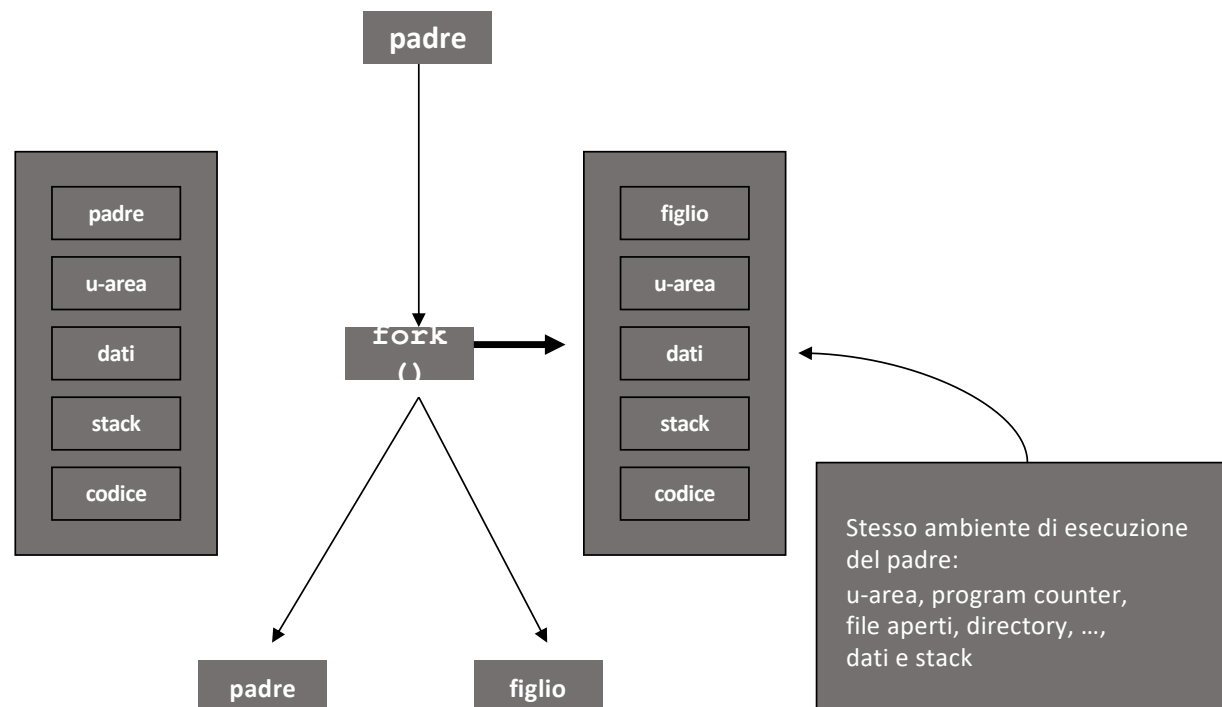 padre
padre
u-area
dati
stack
codice
fork
()
figlio
u-area
dati
stack
codice
Stesso ambiente di esecuzione
del padre:
u-area, program counter,
file aperti, directory, …,
dati e stack
padre
figlio